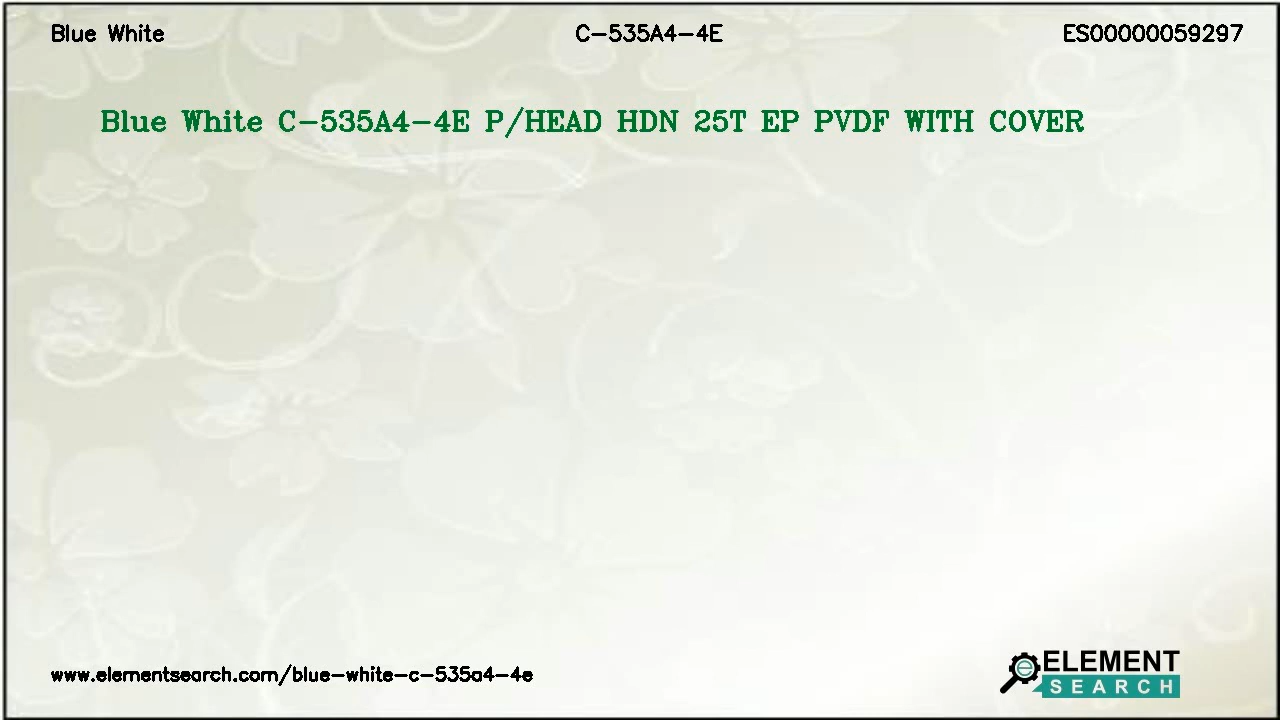 Blue White C-535A4-4E ES00000059297
Blue White C-535A4-4E P/HEAD HDN 25T EP PVDF WITH COVER
www.elementsearch.com/blue-white-c-535a4-4e
ELEMENT
SEARCH